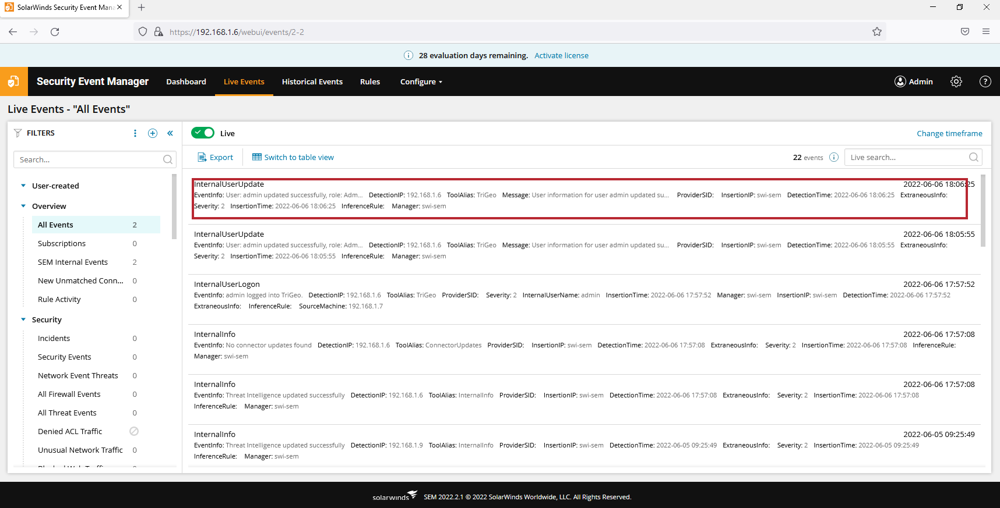 SolarWinds Security Event Mana
https://192.168.1.6/webui/events/2-2
28 evaluation days remaining. Activate license
Security Event Manager Dashboard Live Events Historical Events Rules Configure Admin
Live Events - "All Events"
FILTERS
Live
Change timeframe
Search...
Export Switch to table view 22 events Live search...
User-created
Overview
All Events 2
Subscriptions 0
SEM Internal Events 2
New Unmatched Conn... 0
Rule Activity 0
Security
Incidents 0
Security Events 0
Network Event Threats 0
All Firewall Events 0
All Threat Events 0
Denied ACL Traffic
Unusual Network Traffic 0
InternalUserUpdate 2022-06-06 18:06:25
EventInfo: User: admin updated successfully, role: Adm... DetectionIP: 192.168.1.6 ToolAlias: TriGeo Message: User information for user admin updated su... ProviderSID: InsertionIP: swi-sem DetectionTime: 2022-06-06 18:06:25 ExtraneousInfo:
Severity: 2 InsertionTime: 2022-06-06 18:06:25 InferenceRule: Manager: swi-sem
InternalUserUpdate 2022-06-06 18:05:55
EventInfo: User: admin updated successfully, role: Adm... DetectionIP: 192.168.1.6 ToolAlias: TriGeo Message: User information for user admin updated su... ProviderSID: InsertionIP: swi-sem DetectionTime: 2022-06-06 18:05:55 ExtraneousInfo:
Severity: 2 InsertionTime: 2022-06-06 18:05:55 InferenceRule: Manager: swi-sem
InternalUserLogon 2022-06-06 17:57:52
EventInfo: admin logged into TriGeo. DetectionIP: 192.168.1.6 ToolAlias: TriGeo ProviderSID: Severity: 2 InternalUserName: admin InsertionTime: 2022-06-06 17:57:52 Manager: swi-sem InsertionIP: swi-sem DetectionTime: 2022-06-06 17:57:52
ExtraneousInfo: InferenceRule: SourceMachine: 192.168.1.7
InternalInfo 2022-06-06 17:57:08
EventInfo: No connector updates found DetectionIP: 192.168.1.6 ToolAlias: ConnectorUpdates ProviderSID: InsertionIP: swi-sem DetectionTime: 2022-06-06 17:57:08 ExtraneousInfo: Severity: 2 InsertionTime: 2022-06-06 17:57:08 InferenceRule:
Manager: swi-sem
InternalInfo 2022-06-06 17:57:08
EventInfo: Threat Intelligence updated successfully DetectionIP: 192.168.1.6 ToolAlias: InternalInfo ProviderSID: InsertionIP: swi-sem DetectionTime: 2022-06-06 17:57:08 ExtraneousInfo: Severity: 2 InsertionTime: 2022-06-06 17:57:08
InferenceRule: Manager: swi-sem
InternalInfo 2022-06-05 09:25:49
EventInfo: Threat Intelligence updated successfully DetectionIP: 192.168.1.9 ToolAlias: InternalInfo ProviderSID: InsertionIP: swi-sem DetectionTime: 2022-06-05 09:25:49 ExtraneousInfo: Severity: 2 InsertionTime: 2022-06-05 09:25:49
InferenceRule: Manager: swi-sem
solarwinds SEM 2022.2.1 © 2022 SolarWinds Worldwide, LLC. All Rights Reserved.